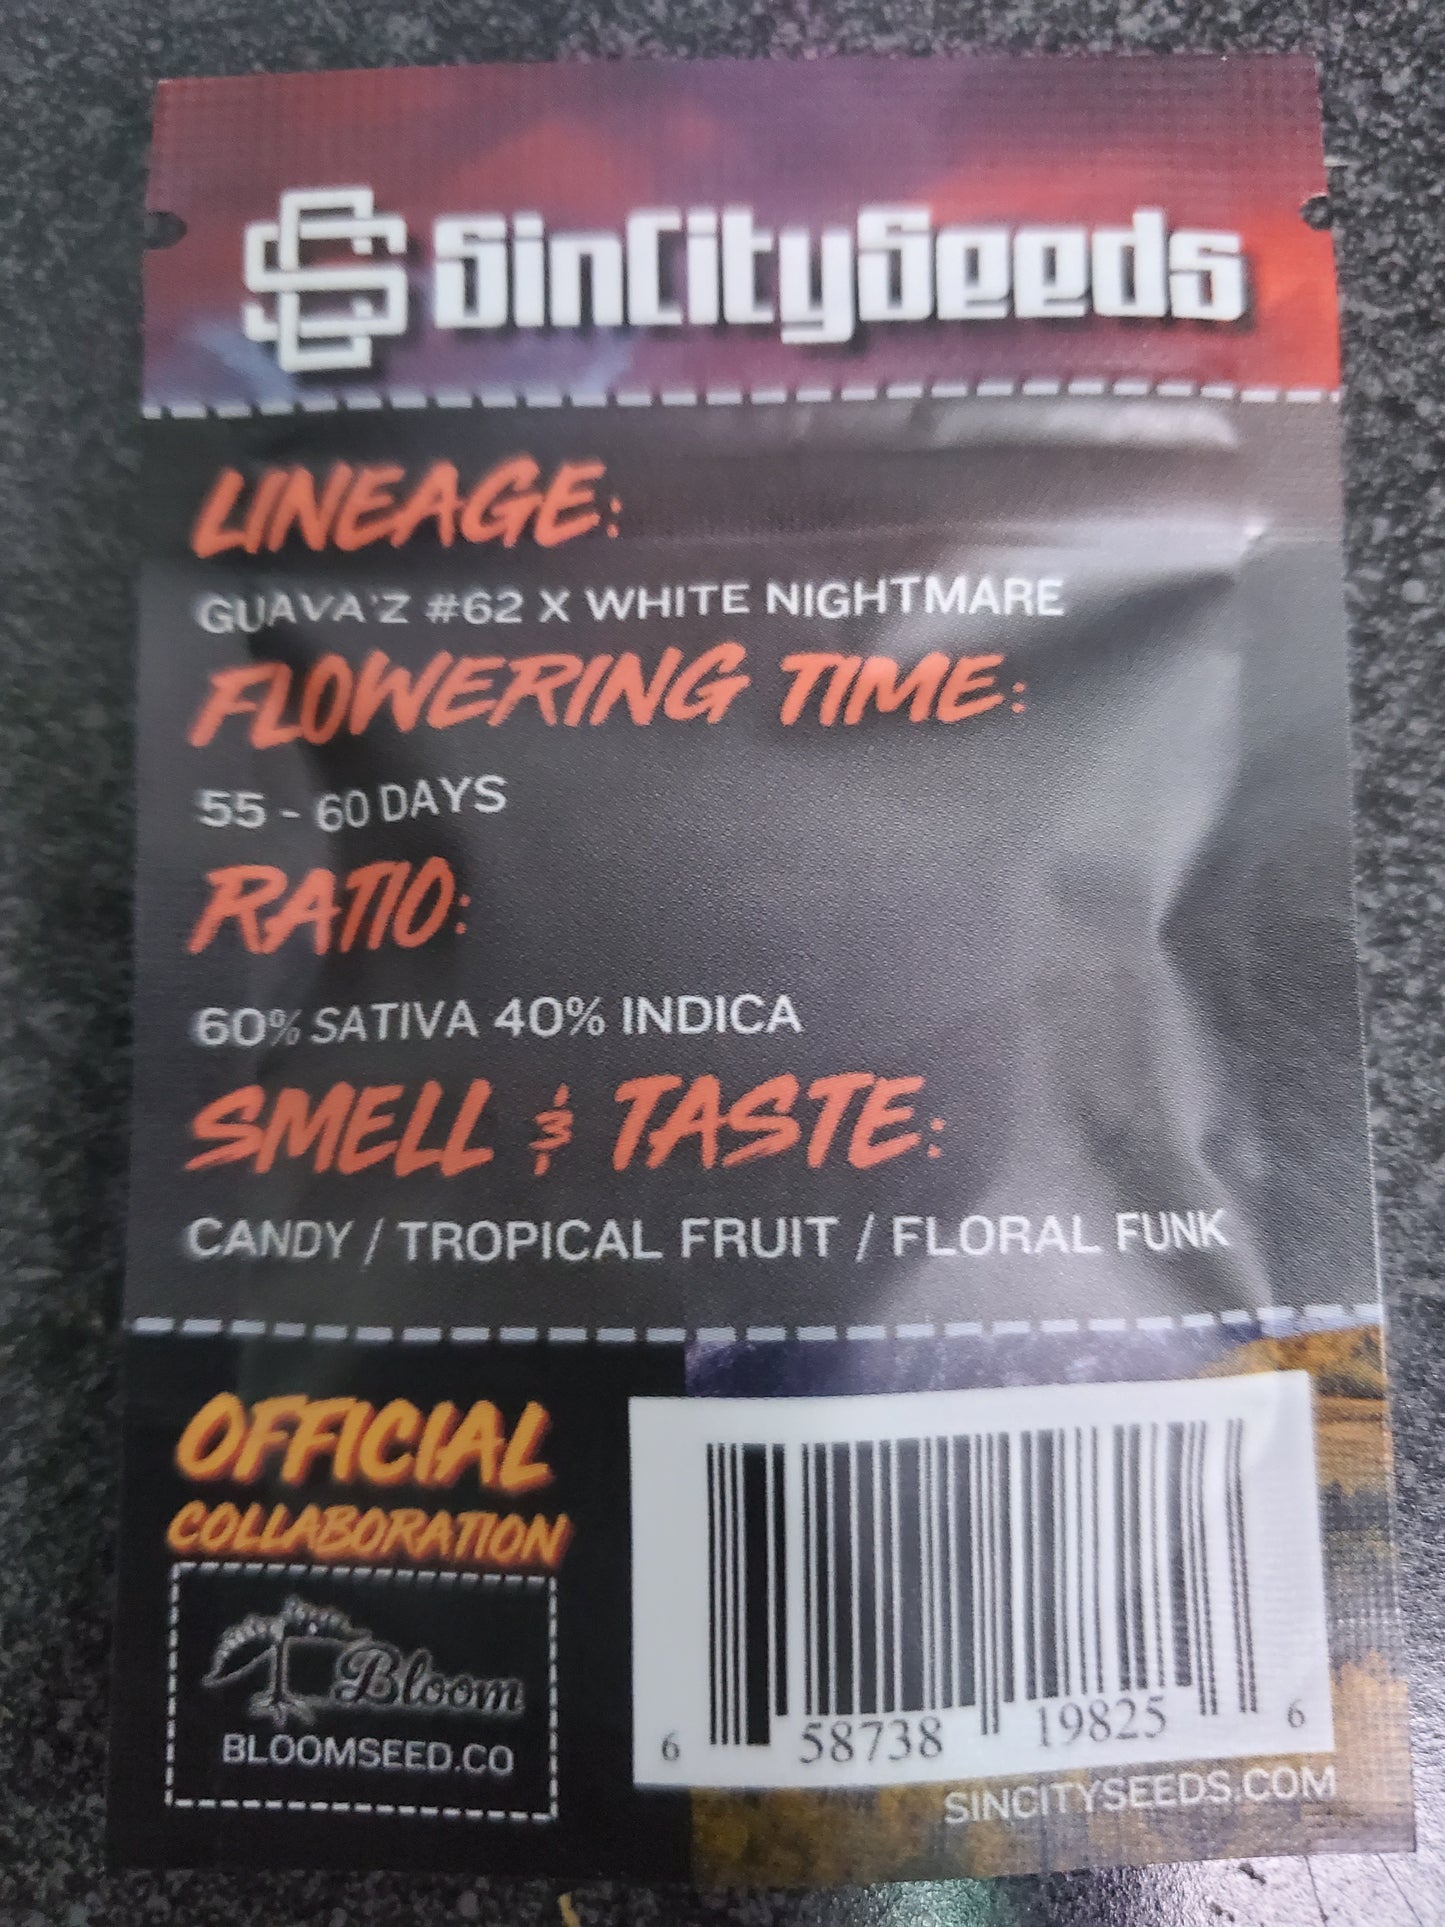 SinCitySeeds
LINEAGE:
GUAVA'Z #62 X WHITE NIGHTMARE
FLOWERING TIME:
55 - 60 DAYS
RATIO:
60% SATIVA 40% INDICA
SMELL & TASTE:
CANDY / TROPICAL FRUIT / FLORAL FUNK
OFFICIAL
COLLABORATION
Bloom
BLOOMSEED.CO
6 58738 19825 6
SINCITYSEEDS.COM